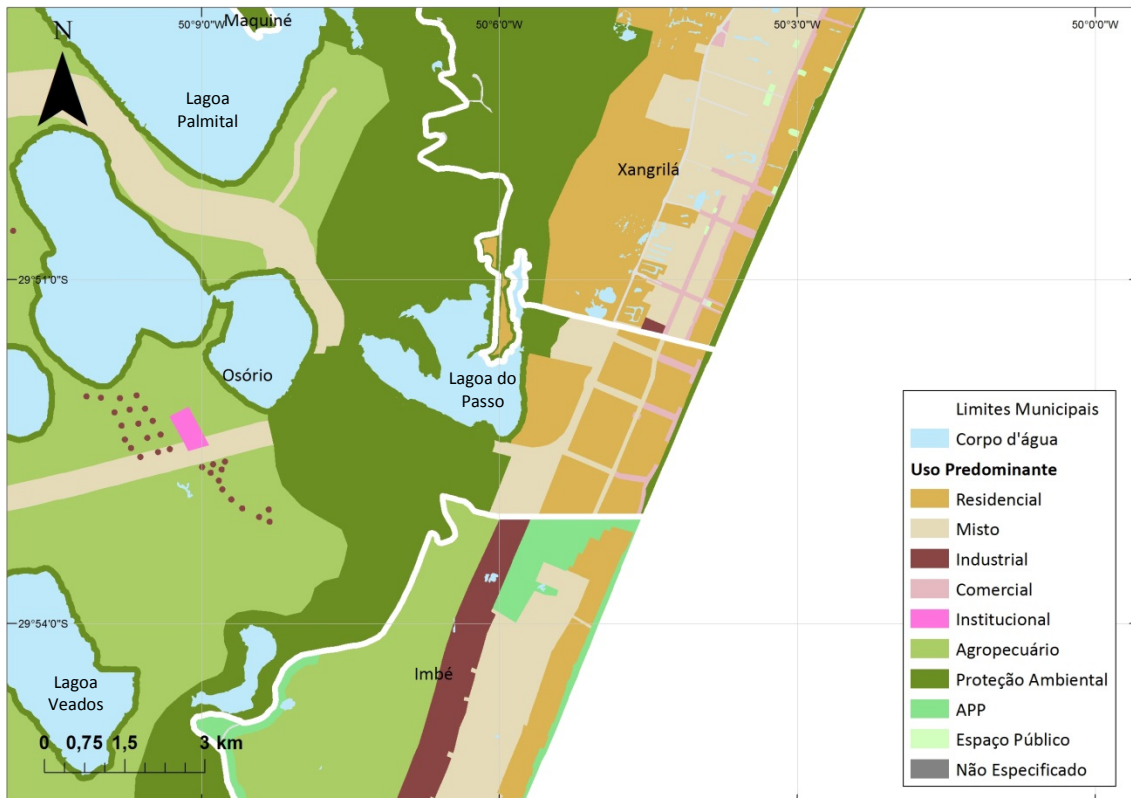 50°9'0"W
Maquiné
50°6'0"W
50°3'0"W
50°0'0"W
N
Lagoa
Palmital
Xangrilá
29°51'0"S
Osório
Lagoa do
Passo
Limites Municipais
Corpo d'água
Uso Predominante
Residencial
Misto
Industrial
Comercial
Institucional
Agropecuário
Proteção Ambiental
APP
Espaço Público
Não Especificado
29°54'0"S
Imbé
Lagoa
Veados
0 0,75 1,5 3 km